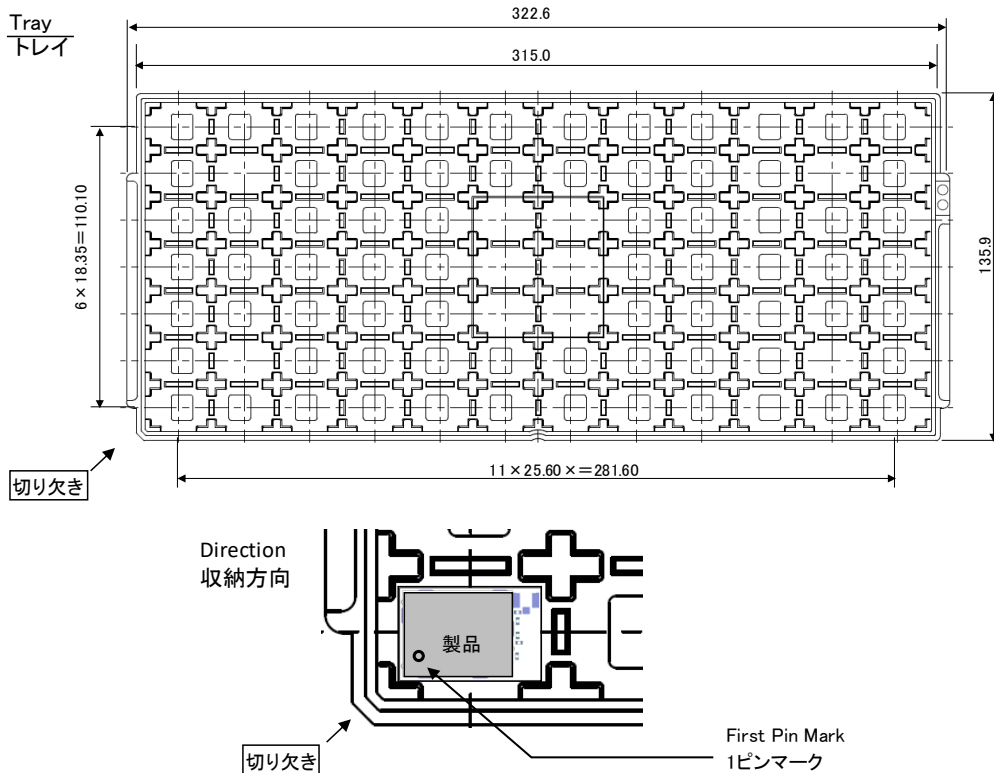 Tray
トレイ
322.6
315.0
6×18.35=110.10
135.9
切り欠き
11×25.60×=281.60
Direction
収納方向
製品
切り欠き
First Pin Mark
1ピンマーク